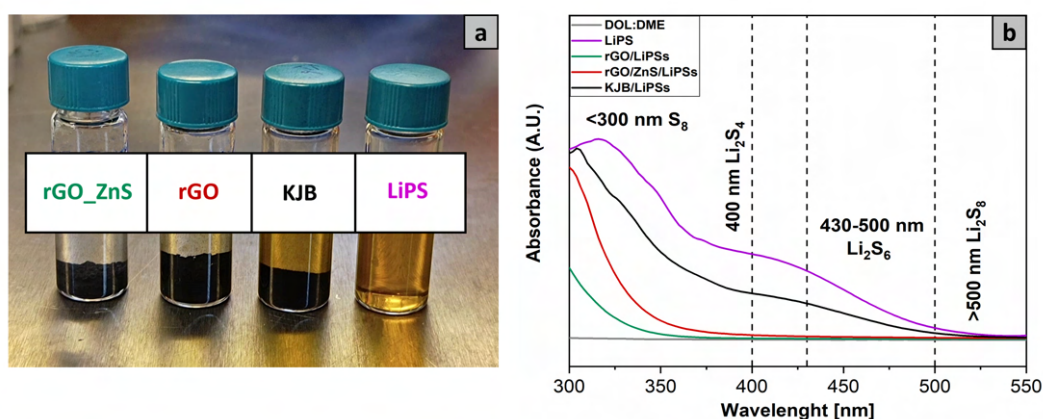 a
rGO_ZnS
rGO
KJB
LiPS
b
DOL:DME
LiPS
rGO/LiPSs
rGO/ZnS/LiPSs
KJB/LiPSs
<300 nm S₈
400 nm Li₂S₄
430-500 nm
Li₂S₆
>500 nm Li₂S₈
Absorbance (A.U.)
300 350 400 450 500 550
Wavelenght [nm]